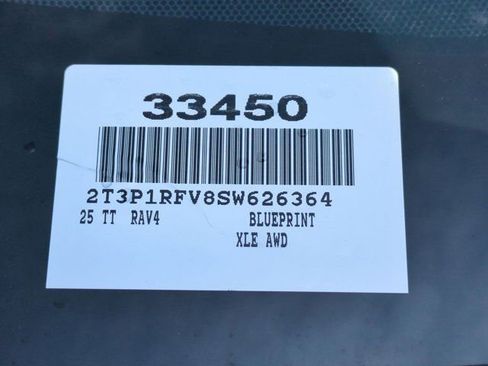 33450
2T3P1RFV8SW626364
25 TT RAV4 BLUEPRINT
XLE AWD